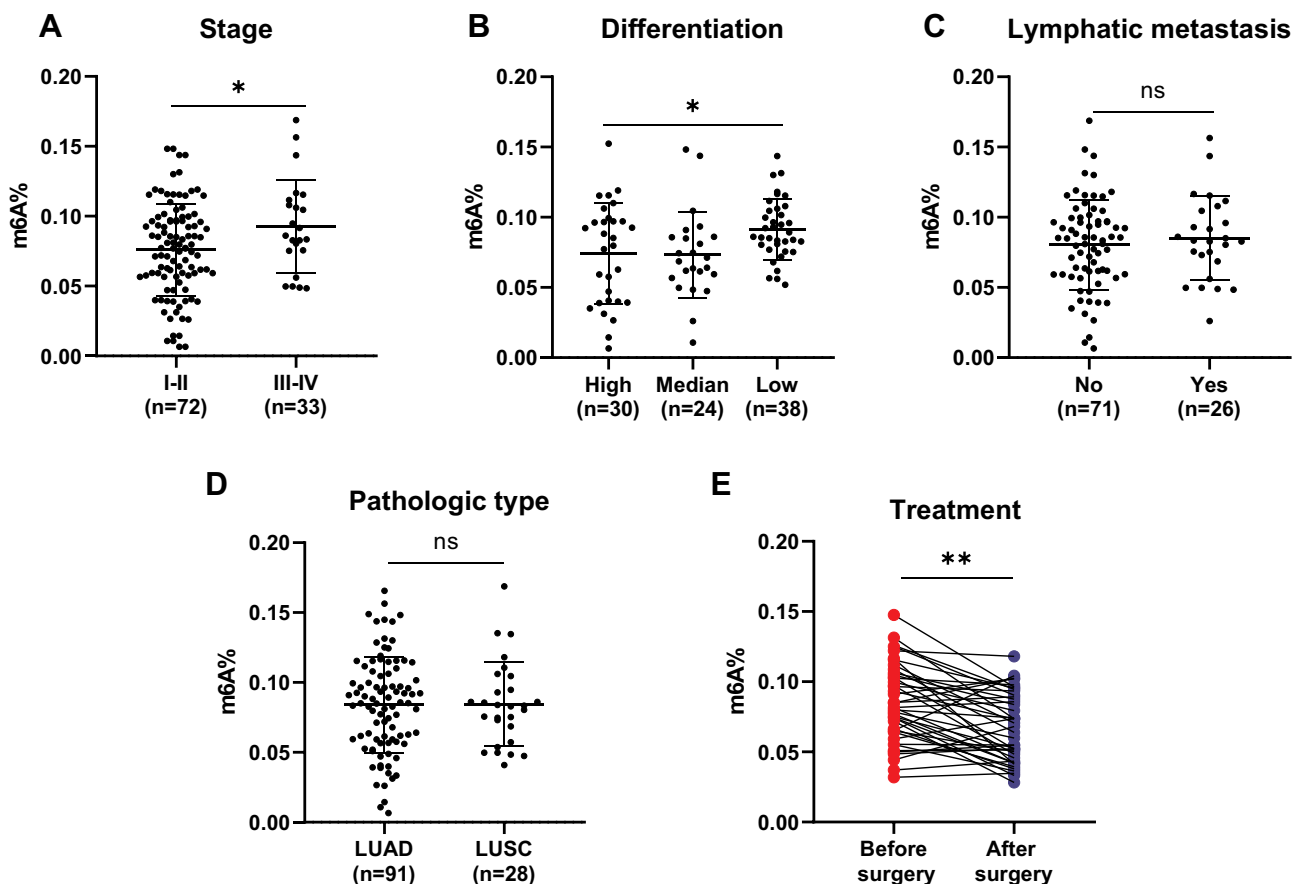 A
Stage
m6A%
0.20
0.15
0.10
0.05
0.00
*
I-II
(n=72)
III-IV
(n=33)
B
Differentiation
m6A%
0.20
0.15
0.10
0.05
0.00
*
High
(n=30)
Median
(n=24)
Low
(n=38)
C
Lymphatic metastasis
m6A%
0.20
0.15
0.10
0.05
0.00
ns
No
(n=71)
Yes
(n=26)
D
Pathologic type
m6A%
0.20
0.15
0.10
0.05
0.00
ns
LUAD
(n=91)
LUSC
(n=28)
E
Treatment
m6A%
0.20
0.15
0.10
0.05
0.00
**
Before
surgery
After
surgery